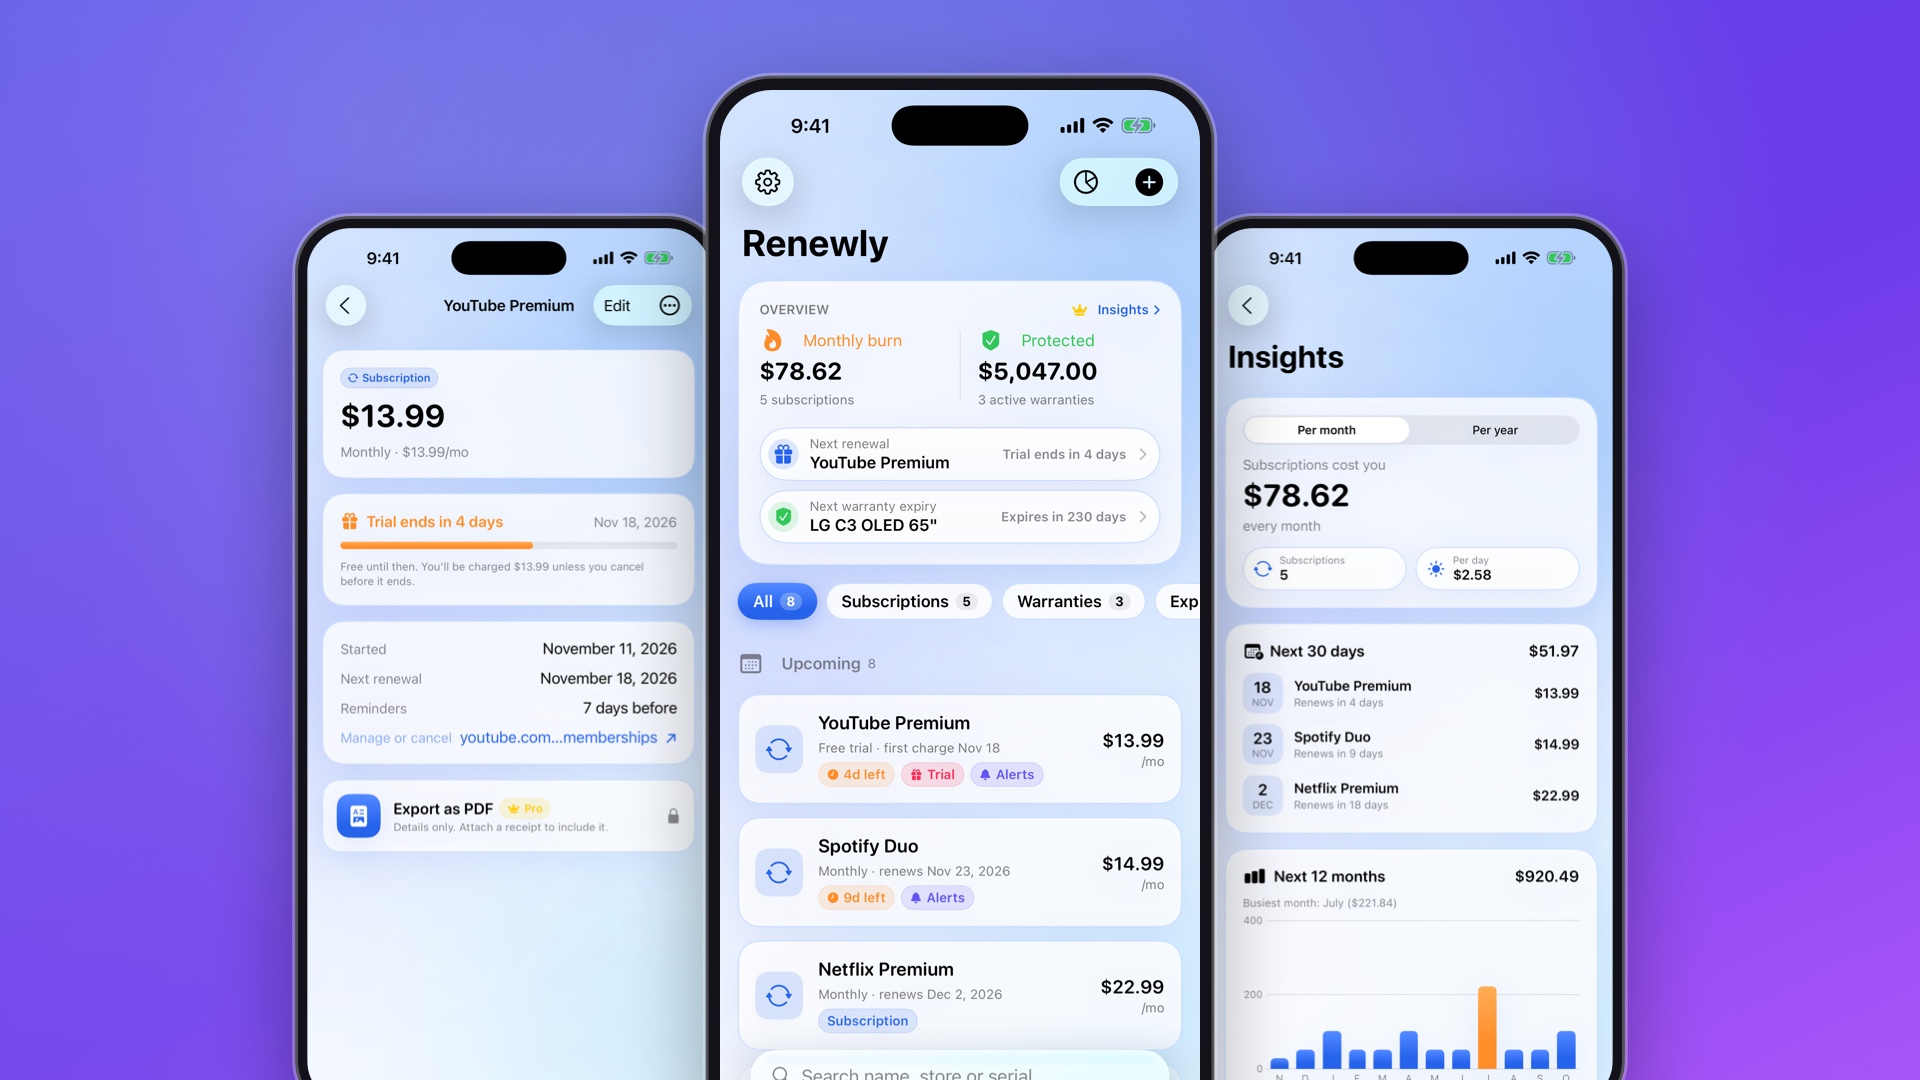 9:41
YouTube Premium
Edit
Subscription
$13.99
Monthly · $13.99/mo
Trial ends in 4 days
Nov 18, 2026
Free until then. You'll be charged $13.99 unless you cancel
before it ends.
Started
November 11, 2026
Next renewal
November 18, 2026
Reminders
7 days before
Manage or cancel
youtube.com...memberships
Export as PDF
Pro
Details only. Attach a receipt to include it.
9:41
Renewly
OVERVIEW
Insights
Monthly burn
$78.62
5 subscriptions
Protected
$5,047.00
3 active warranties
Next renewal
YouTube Premium
Trial ends in 4 days
Next warranty expiry
LG C3 OLED 65"
Expires in 230 days
All 8
Subscriptions 5
Warranties 3
Exp
Upcoming 8
YouTube Premium
Free trial · first charge Nov 18
4d left
Trial
Alerts
$13.99
/mo
Spotify Duo
Monthly · renews Nov 23, 2026
9d left
Alerts
$14.99
/mo
Netflix Premium
Monthly · renews Dec 2, 2026
Subscription
$22.99
/mo
Search name, store or serial
9:41
Insights
Per month
Per year
Subscriptions cost you
$78.62
every month
Subscriptions
5
Per day
$2.58
Next 30 days
$51.97
18
NOV
YouTube Premium
Renews in 4 days
$13.99
23
NOV
Spotify Duo
Renews in 9 days
$14.99
2
DEC
Netflix Premium
Renews in 18 days
$22.99
Next 12 months
$920.49
Busiest month: July ($221.84)
400
200
0